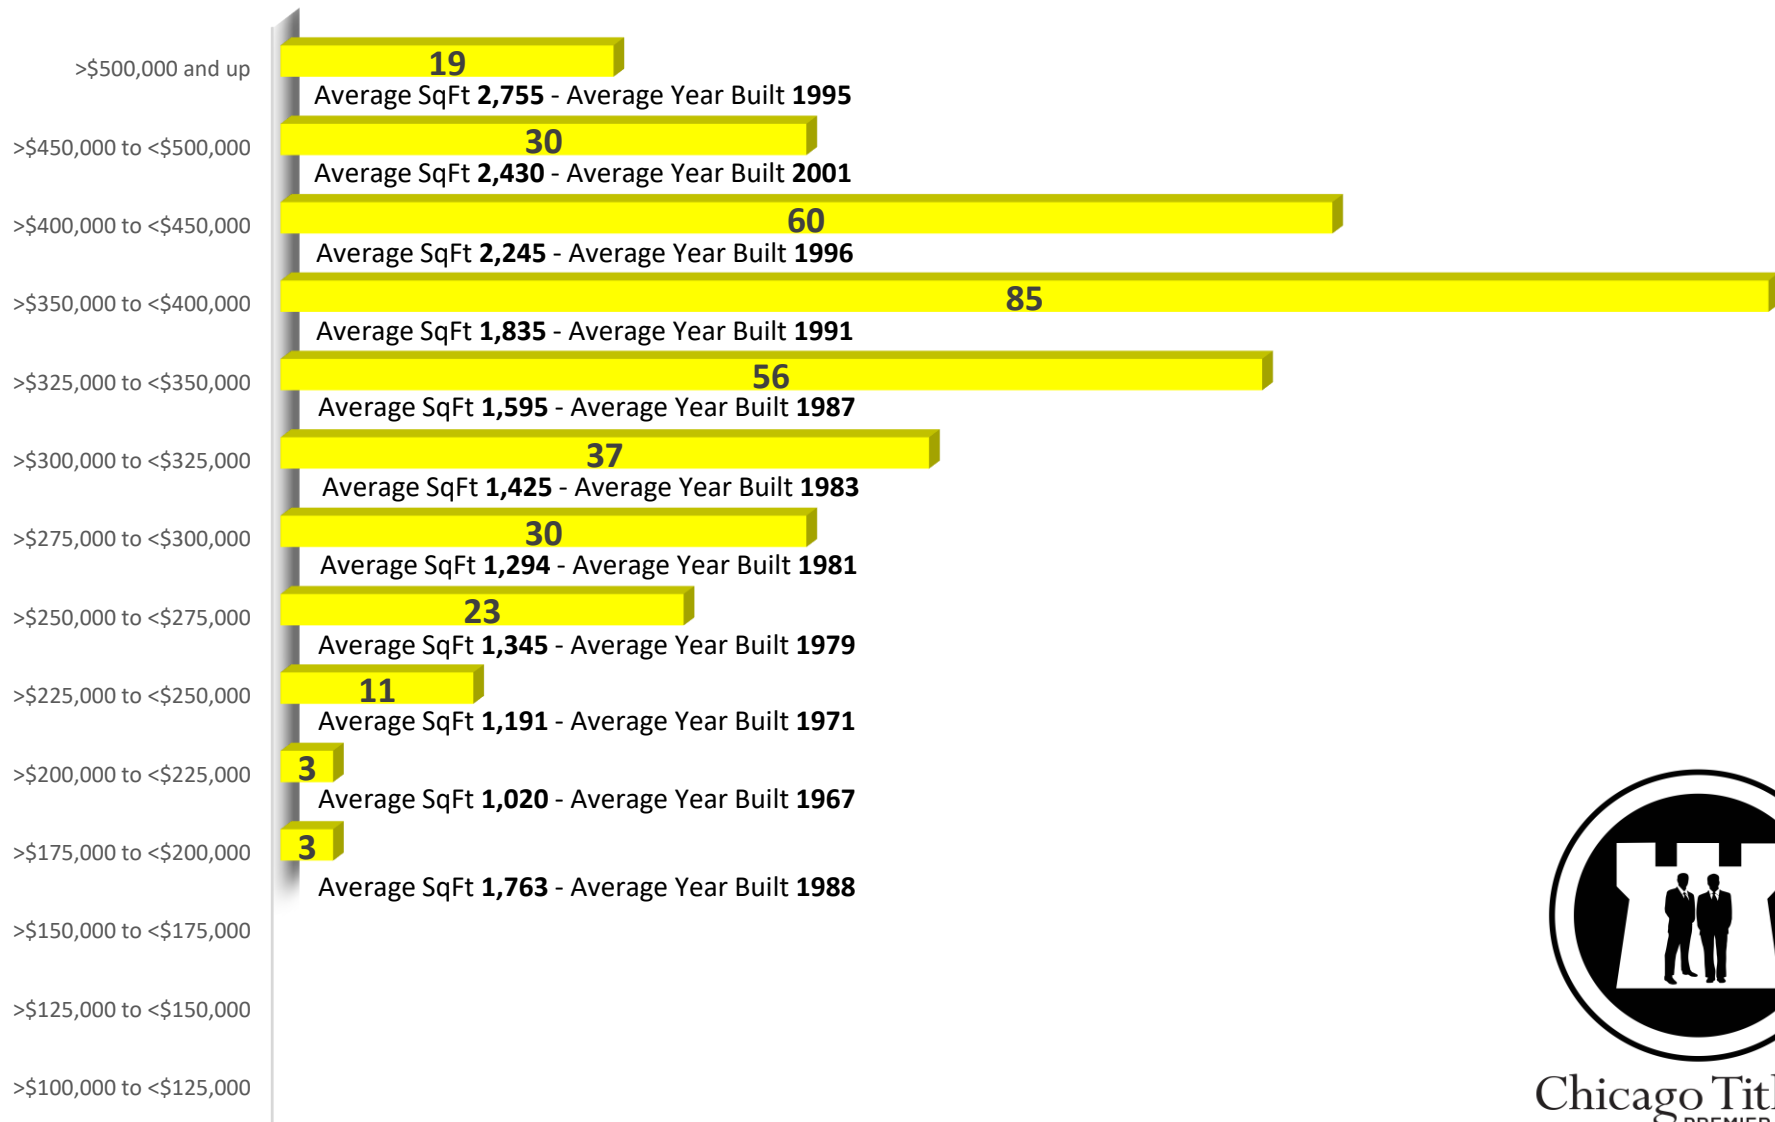 >$500,000 and up
19
Average SqFt 2,755 - Average Year Built 1995
>$450,000 to <$500,000
30
Average SqFt 2,430 - Average Year Built 2001
>$400,000 to <$450,000
60
Average SqFt 2,245 - Average Year Built 1996
>$350,000 to <$400,000
85
Average SqFt 1,835 - Average Year Built 1991
>$325,000 to <$350,000
56
Average SqFt 1,595 - Average Year Built 1987
>$300,000 to <$325,000
37
Average SqFt 1,425 - Average Year Built 1983
>$275,000 to <$300,000
30
Average SqFt 1,294 - Average Year Built 1981
>$250,000 to <$275,000
23
Average SqFt 1,345 - Average Year Built 1979
>$225,000 to <$250,000
11
Average SqFt 1,191 - Average Year Built 1971
>$200,000 to <$225,000
3
Average SqFt 1,020 - Average Year Built 1967
>$175,000 to <$200,000
3
Average SqFt 1,763 - Average Year Built 1988
>$150,000 to <$175,000
>$125,000 to <$150,000
>$100,000 to <$125,000
Chicago Tit